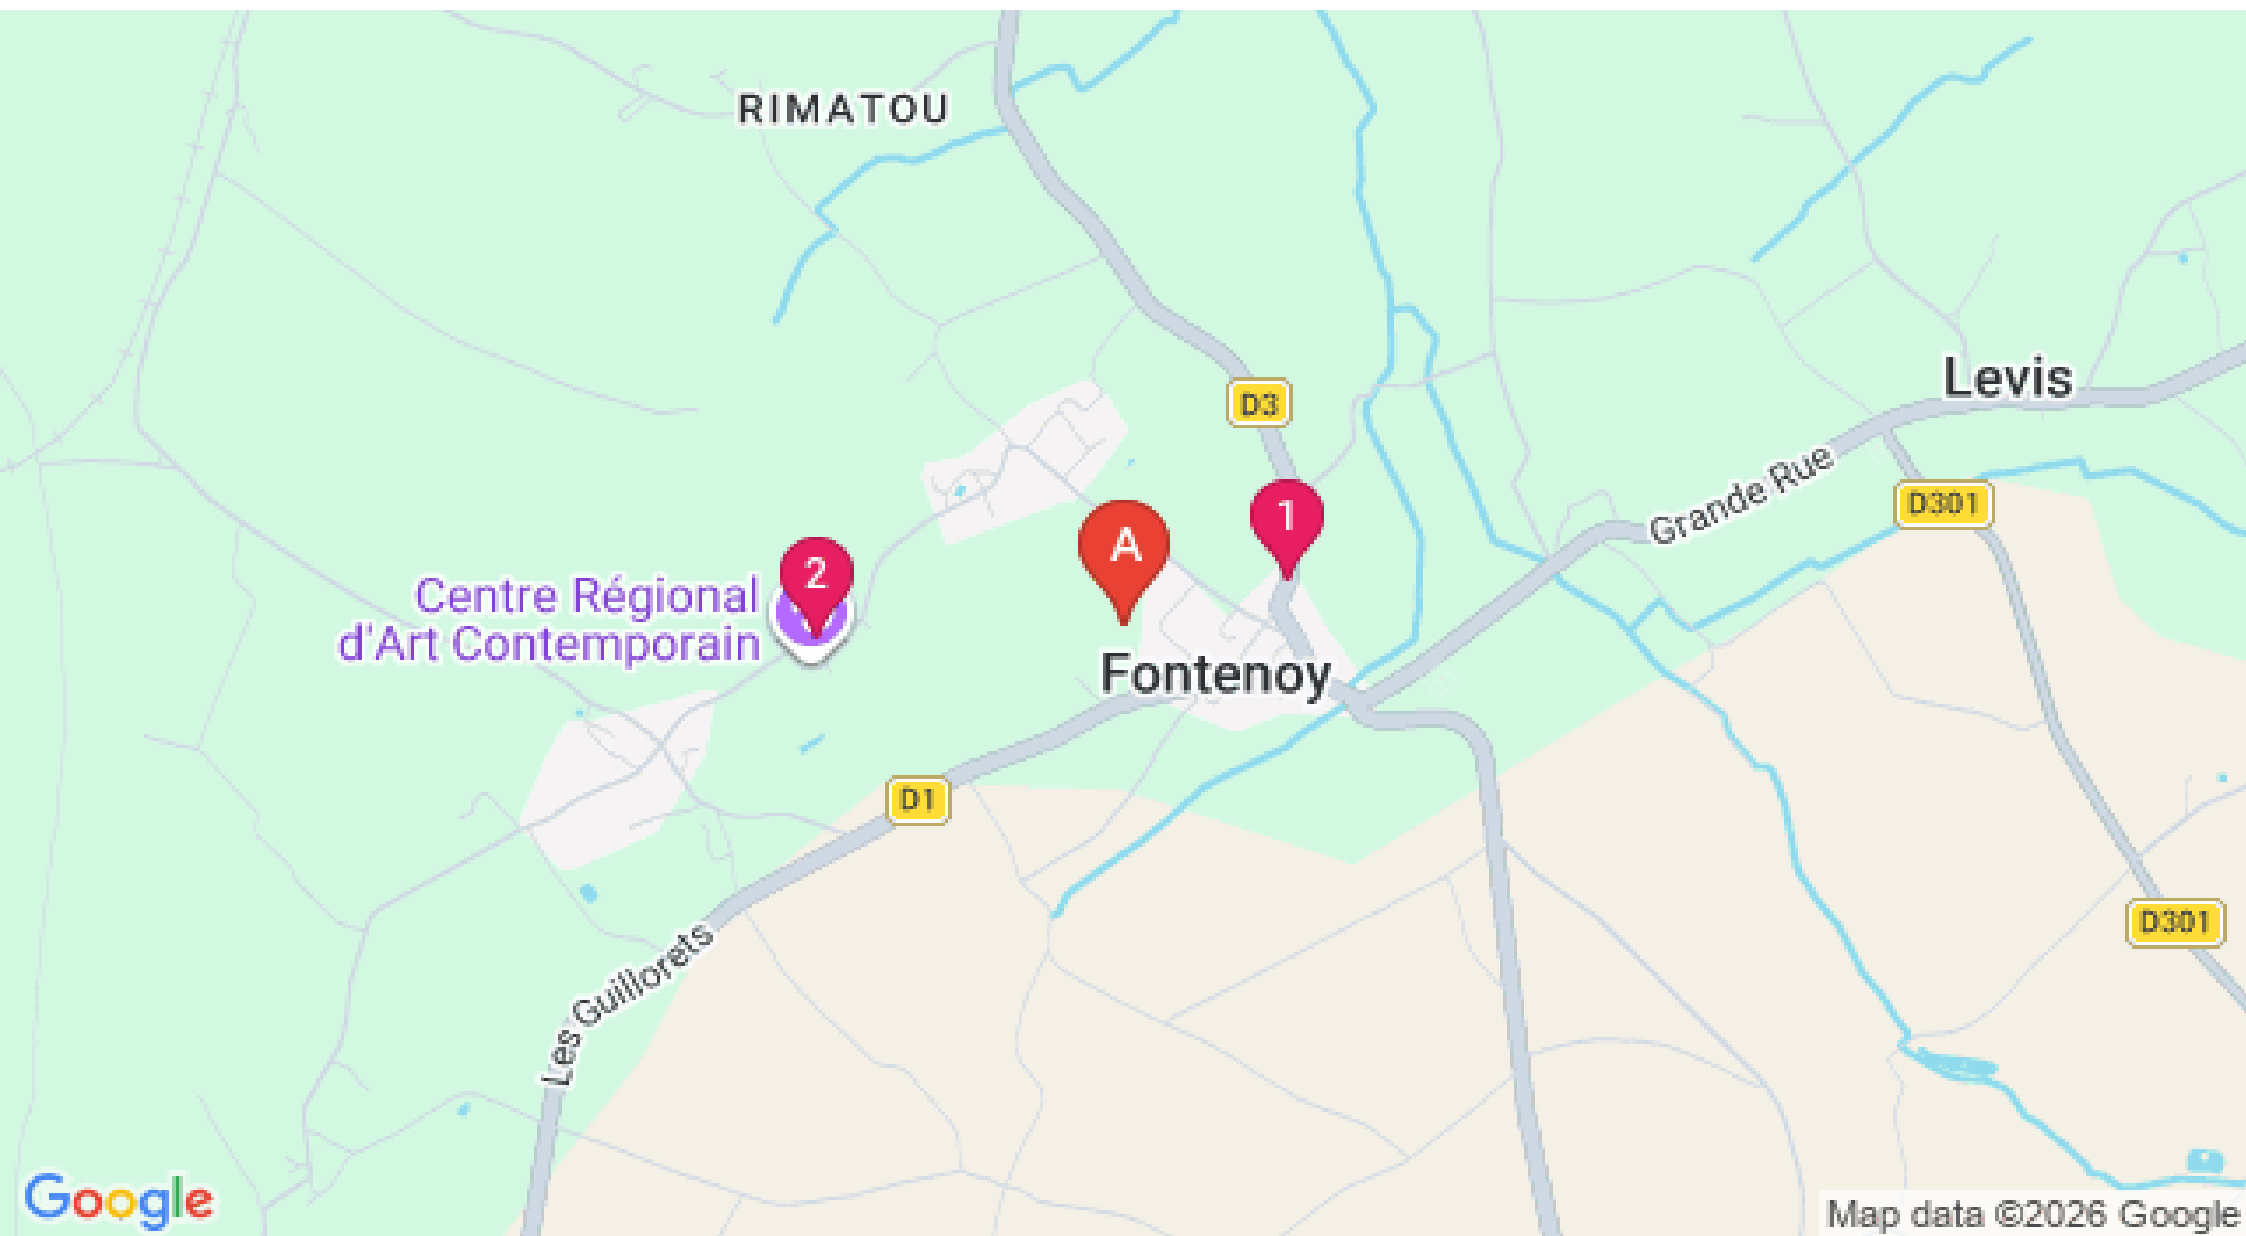 RIMATOU
D3
Levis
Grande Rue
D301
1
A
2
Centre Régional
d'Art Contemporain
Fontenoy
D1
D301
Les Guillorets
Google
Map data ©2026 Google